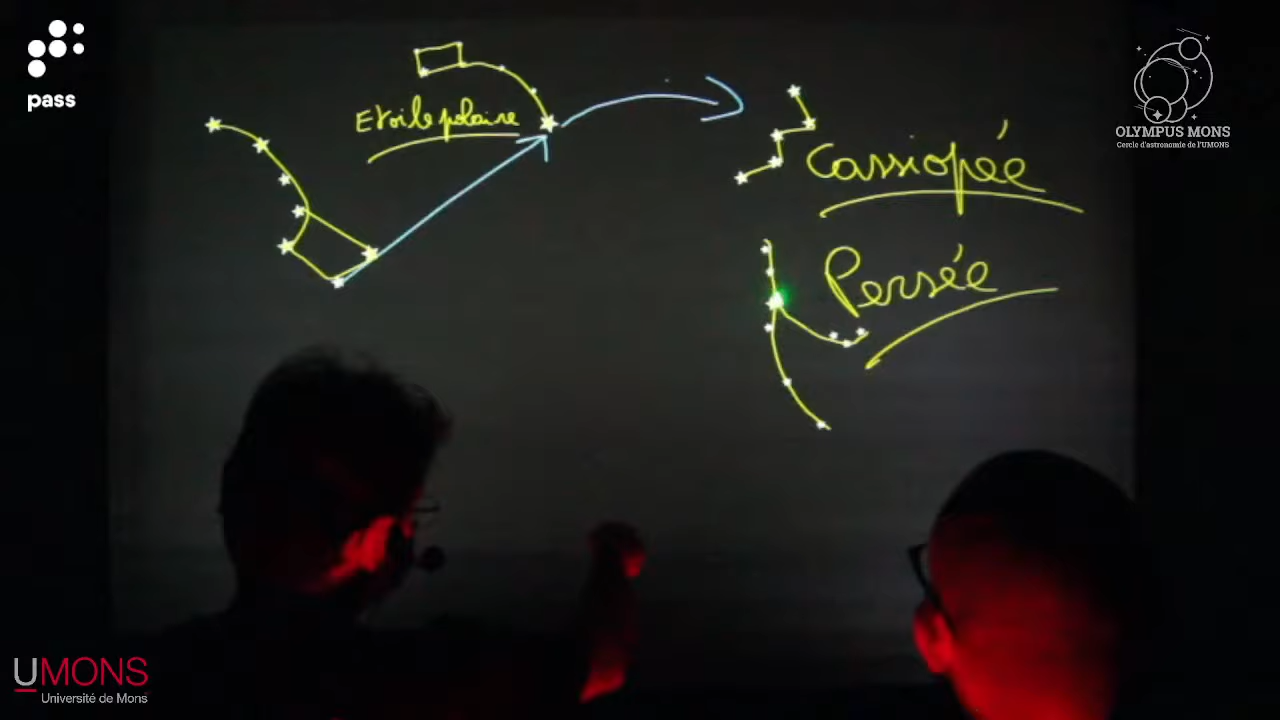 pass
OLYMPUS MONS
Cercle d'astronomie de l'UMONS
Etoile polaire
Cassiopée
Persée
UMONS
Université de Mons